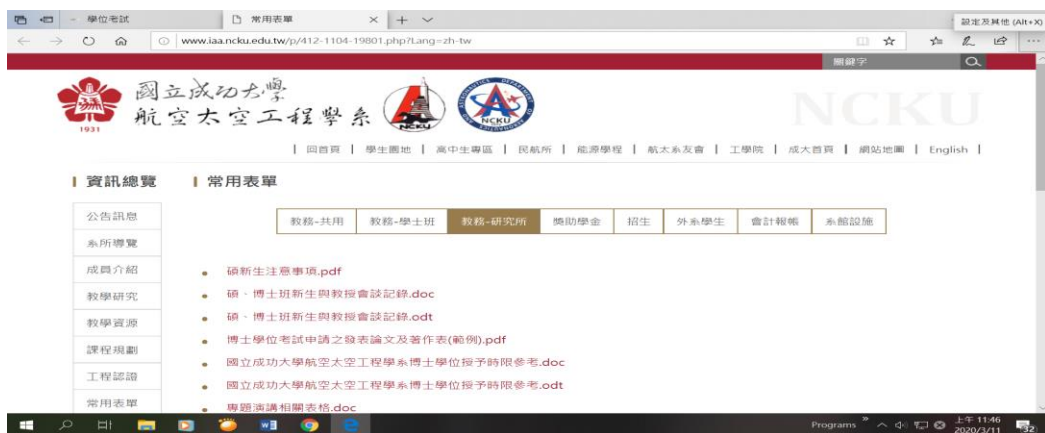 學位考試
常用表單
設定及其他 (Alt+X)
www.iaa.ncku.edu.tw/p/412-1104-19801.php?Lang=zh-tw
關鍵字
國立成功大學
航空太空工程學系
1931
NCKU
NCKU
NCKU
回首頁 | 學生園地 | 高中生專區 | 民航所 | 能源學程 | 航太系友會 | 工學院 | 成大首頁 | 網站地圖 | English |
資訊總覽
常用表單
教務-共用 教務-學士班 教務-研究所 獎助學金 招生 外系學生 會計報帳 系館設施
公告訊息
系所導覽
成員介紹
教學研究
教學資源
課程規劃
工程認證
常用表單
碩新生注意事項.pdf
碩、博士班新生與教授會談記錄.doc
碩、博士班新生與教授會談記錄.odt
博士學位考試申請之發表論文及著作表(範例).pdf
國立成功大學航空太空工程學系博士學位授予時限參考.doc
國立成功大學航空太空工程學系博士學位授予時限參考.odt
專題演講相關表格.doc
Programs
上午 11:46
2020/3/11
32